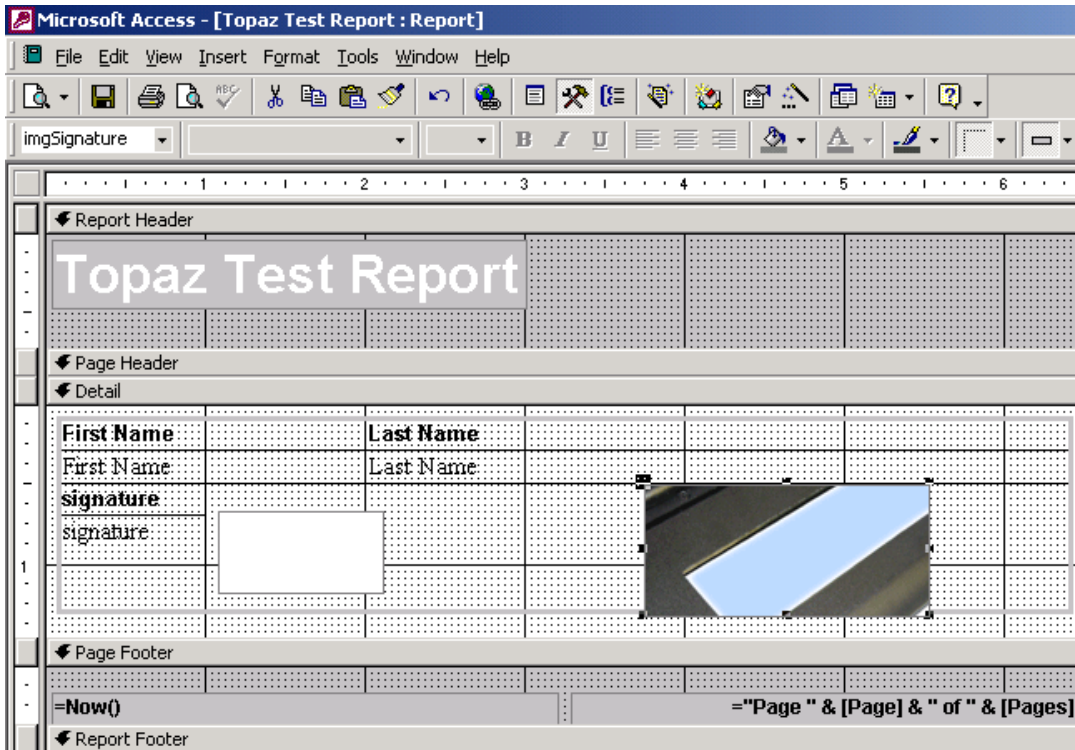 Microsoft Access - [Topaz Test Report : Report]
File Edit View Insert Format Tools Window Help
ABC
imgSignature B I U A
1 2 3 4 5 6
Report Header
Topaz Test Report
Page Header
Detail
First Name Last Name
First Name Last Name
signature
signature
1
Page Footer
=Now() ="Page " & [Page] & " of " & [Pages]
Report Footer